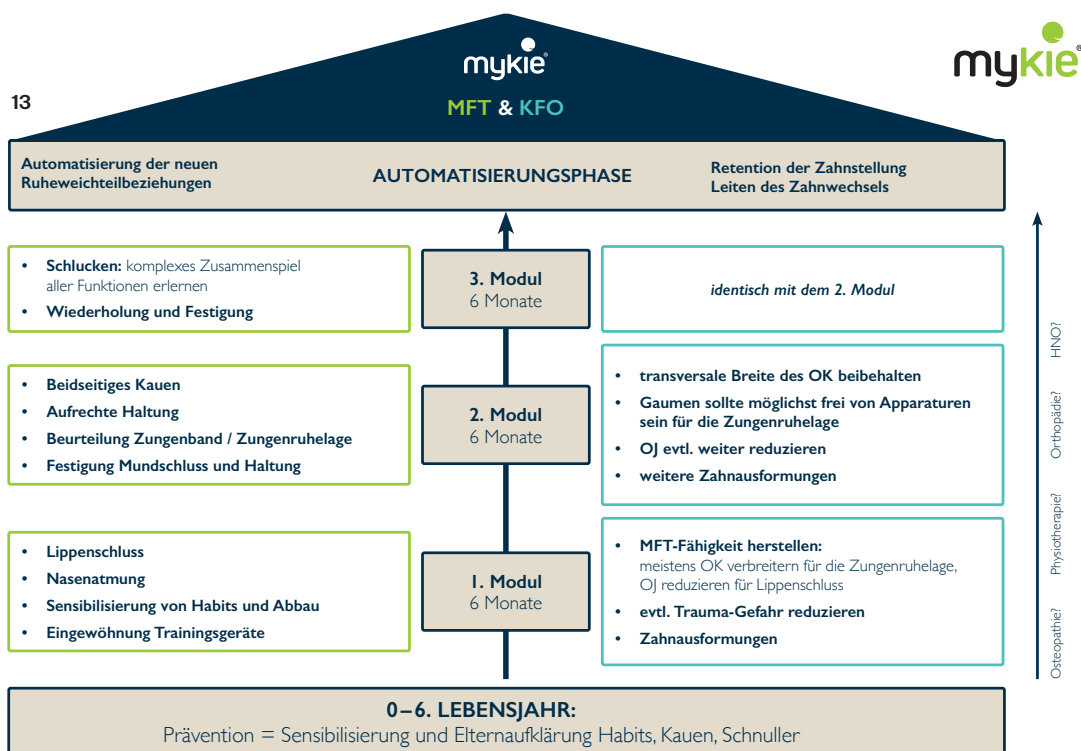 13
mykie®
MFT & KFO
mykie®
Automatisierung der neuen
Ruheweichteilbeziehungen
AUTOMATISIERUNGSPHASE
Retention der Zahnstellung
Leiten des Zahnwechsels
• Schlucken: komplexes Zusammenspiel
aller Funktionen erlernen
• Wiederholung und Festigung
3. Modul
6 Monate
identisch mit dem 2. Modul
• Beidseitiges Kauen
• Aufrechte Haltung
• Beurteilung Zungenband / Zungenruhelage
• Festigung Mundschluss und Haltung
2. Modul
6 Monate
• transversale Breite des OK beibehalten
• Gaumen sollte möglichst frei von Apparaturen
sein für die Zungenruhelage
• OJ evtl. weiter reduzieren
• weitere Zahnausformungen
• Lippenschluss
• Nasenatmung
• Sensibilisierung von Habits und Abbau
• Eingewöhnung Trainingsgeräte
1. Modul
6 Monate
• MFT-Fähigkeit herstellen:
meistens OK verbreitern für die Zungenruhelage,
OJ reduzieren für Lippenschluss
• evtl. Trauma-Gefahr reduzieren
• Zahnausformungen
Osteopathie? Physiotherapie? Orthopädie? HNO?
0–6. LEBENSJAHR:
Prävention = Sensibilisierung und Elternaufklärung Habits, Kauen, Schnuller